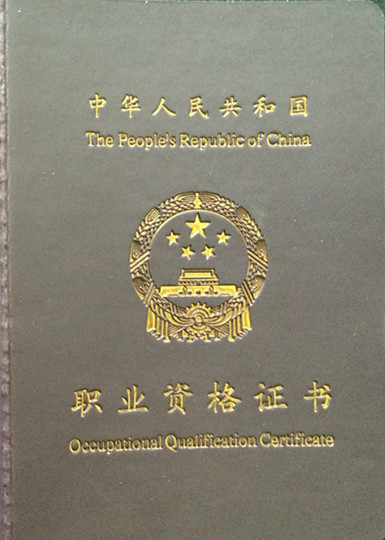 中华人民共和国
The People's Republic of China
职业资格证书
Occupational Qualification Certificate